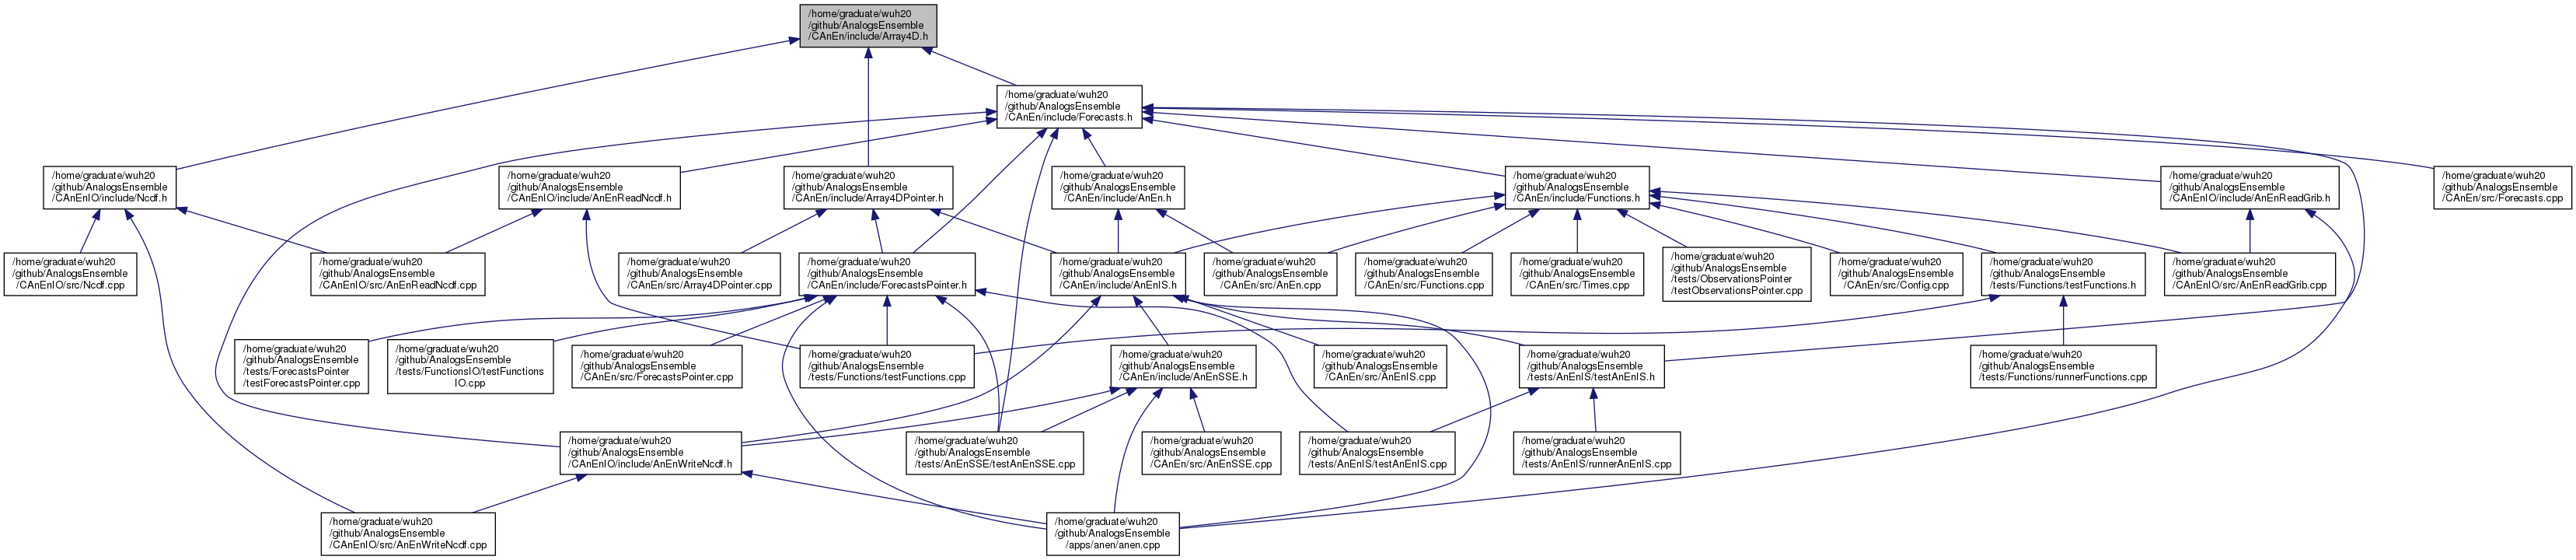 /home/graduate/wuh20
/github/AnalogsEnsemble
/CAnEn/include/Array4D.h
/home/graduate/wuh20
/github/AnalogsEnsemble
/CAnEn/include/Forecasts.h
/home/graduate/wuh20
/github/AnalogsEnsemble
/CAnEnIO/include/Ncdf.h
/home/graduate/wuh20
/github/AnalogsEnsemble
/CAnEnIO/include/AnEnReadNcdf.h
/home/graduate/wuh20
/github/AnalogsEnsemble
/CAnEn/include/Array4DPointer.h
/home/graduate/wuh20
/github/AnalogsEnsemble
/CAnEn/include/AnEn.h
/home/graduate/wuh20
/github/AnalogsEnsemble
/CAnEn/include/Functions.h
/home/graduate/wuh20
/github/AnalogsEnsemble
/CAnEnIO/include/AnEnReadGrib.h
/home/graduate/wuh20
/github/AnalogsEnsemble
/CAnEn/src/Forecasts.cpp
/home/graduate/wuh20
/github/AnalogsEnsemble
/CAnEnIO/src/Ncdf.cpp
/home/graduate/wuh20
/github/AnalogsEnsemble
/CAnEnIO/src/AnEnReadNcdf.cpp
/home/graduate/wuh20
/github/AnalogsEnsemble
/CAnEn/src/Array4DPointer.cpp
/home/graduate/wuh20
/github/AnalogsEnsemble
/CAnEn/include/ForecastsPointer.h
/home/graduate/wuh20
/github/AnalogsEnsemble
/CAnEn/include/AnEnIS.h
/home/graduate/wuh20
/github/AnalogsEnsemble
/CAnEn/src/AnEn.cpp
/home/graduate/wuh20
/github/AnalogsEnsemble
/CAnEn/src/Functions.cpp
/home/graduate/wuh20
/github/AnalogsEnsemble
/CAnEn/src/Times.cpp
/home/graduate/wuh20
/github/AnalogsEnsemble
/tests/ObservationsPointer
/testObservationsPointer.cpp
/home/graduate/wuh20
/github/AnalogsEnsemble
/CAnEn/src/Config.cpp
/home/graduate/wuh20
/github/AnalogsEnsemble
/tests/Functions/testFunctions.h
/home/graduate/wuh20
/github/AnalogsEnsemble
/CAnEnIO/src/AnEnReadGrib.cpp
/home/graduate/wuh20
/github/AnalogsEnsemble
/tests/ForecastsPointer
/testForecastsPointer.cpp
/home/graduate/wuh20
/github/AnalogsEnsemble
/tests/FunctionsIO/testFunctions
IO.cpp
/home/graduate/wuh20
/github/AnalogsEnsemble
/CAnEn/src/ForecastsPointer.cpp
/home/graduate/wuh20
/github/AnalogsEnsemble
/tests/Functions/testFunctions.cpp
/home/graduate/wuh20
/github/AnalogsEnsemble
/CAnEn/include/AnEnSSE.h
/home/graduate/wuh20
/github/AnalogsEnsemble
/CAnEn/src/AnEnIS.cpp
/home/graduate/wuh20
/github/AnalogsEnsemble
/tests/AnEnIS/testAnEnIS.h
/home/graduate/wuh20
/github/AnalogsEnsemble
/tests/Functions/runnerFunctions.cpp
/home/graduate/wuh20
/github/AnalogsEnsemble
/CAnEnIO/include/AnEnWriteNcdf.h
/home/graduate/wuh20
/github/AnalogsEnsemble
/tests/AnEnSSE/testAnEnSSE.cpp
/home/graduate/wuh20
/github/AnalogsEnsemble
/CAnEn/src/AnEnSSE.cpp
/home/graduate/wuh20
/github/AnalogsEnsemble
/tests/AnEnIS/testAnEnIS.cpp
/home/graduate/wuh20
/github/AnalogsEnsemble
/tests/AnEnIS/runnerAnEnIS.cpp
/home/graduate/wuh20
/github/AnalogsEnsemble
/CAnEnIO/src/AnEnWriteNcdf.cpp
/home/graduate/wuh20
/github/AnalogsEnsemble
/apps/anen/anen.cpp